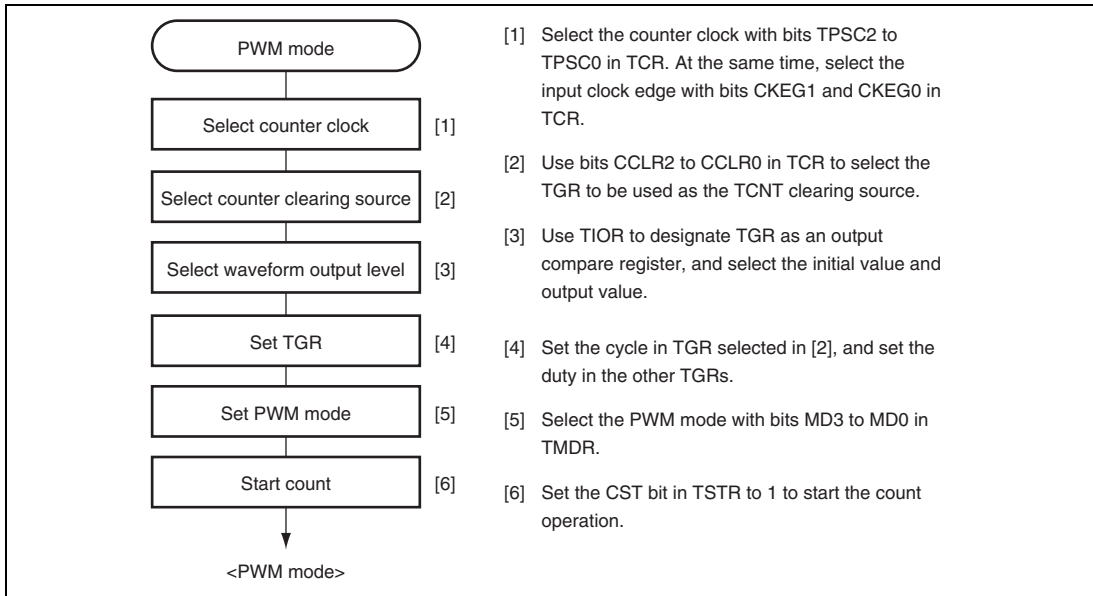 PWM mode
Select counter clock [1]
Select counter clearing source [2]
Select waveform output level [3]
Set TGR [4]
Set PWM mode [5]
Start count [6]
<PWM mode>
[1] Select the counter clock with bits TPSC2 to
TPSC0 in TCR. At the same time, select the
input clock edge with bits CKEG1 and CKEG0 in
TCR.
[2] Use bits CCLR2 to CCLR0 in TCR to select the
TGR to be used as the TCNT clearing source.
[3] Use TIOR to designate TGR as an output
compare register, and select the initial value and
output value.
[4] Set the cycle in TGR selected in [2], and set the
duty in the other TGRs.
[5] Select the PWM mode with bits MD3 to MD0 in
TMDR.
[6] Set the CST bit in TSTR to 1 to start the count
operation.